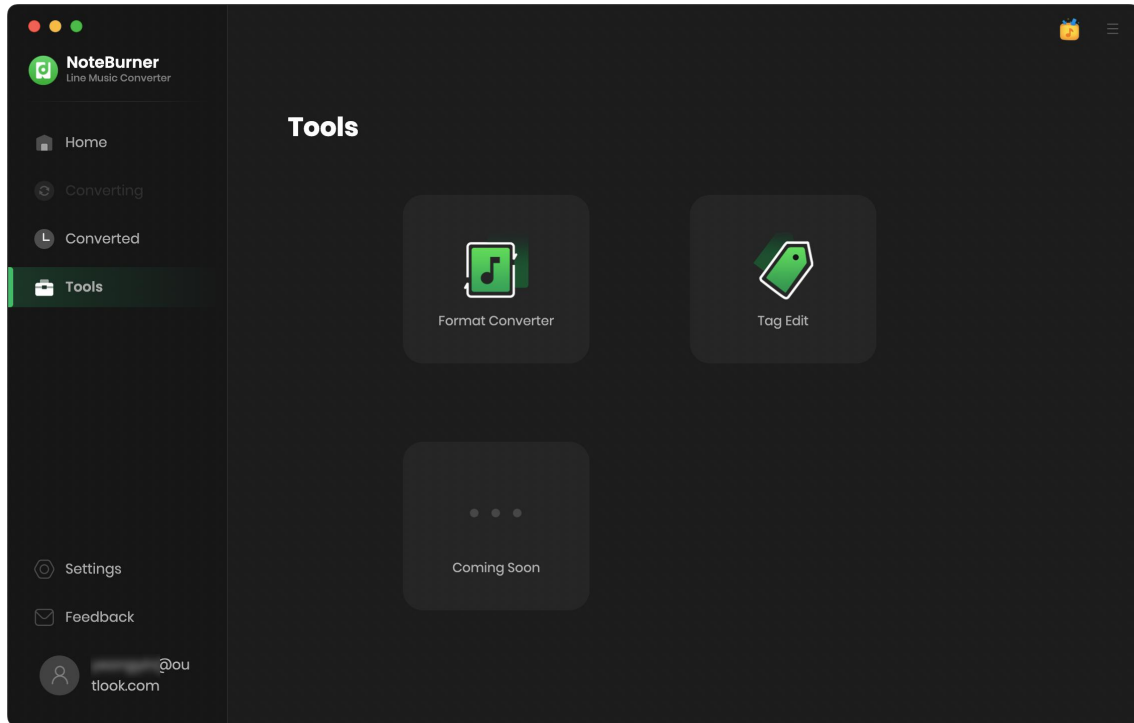 NoteBurner
Line Music Converter
Home
Converting
Converted
Tools
Settings
Feedback
@ou
tlook.com
Tools
Format Converter
Tag Edit
Coming Soon